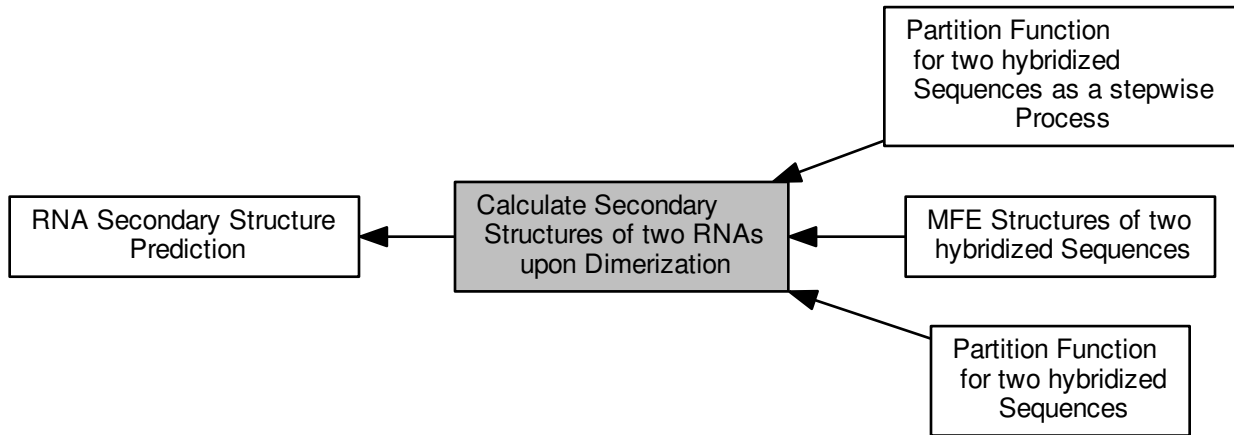 RNA Secondary Structure
Prediction
Calculate Secondary
Structures of two RNAs
upon Dimerization
Partition Function
for two hybridized
Sequences as a stepwise
Process
MFE Structures of two
hybridized Sequences
Partition Function
for two hybridized
Sequences